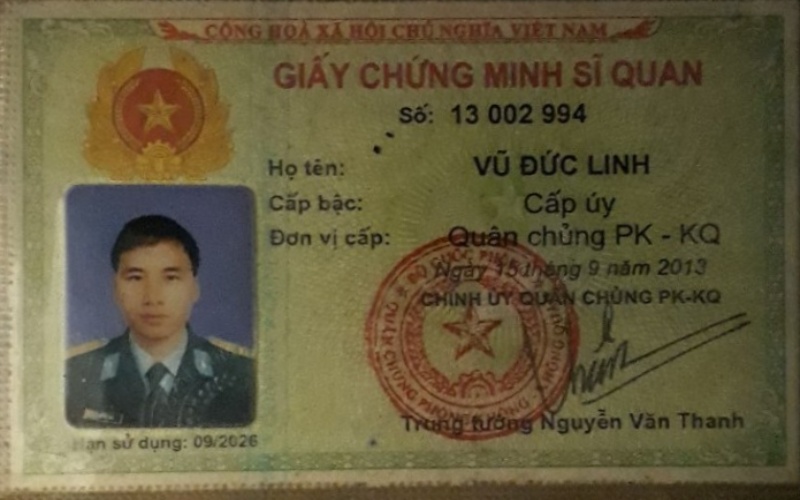 CỘNG HOÀ XÃ HỘI CHỦ NGHĨA VIỆT NAM
GIẤY CHỨNG MINH SĨ QUAN
Số: 13 002 994
Họ tên: VŨ ĐỨC LINH
Cấp bậc: Cấp úy
Đơn vị cấp: Quân chủng PK - KQ
Ngày 15 tháng 9 năm 2013
CHÍNH ỦY QUÂN CHỦNG PK-KQ
Trung tướng Nguyễn Văn Thanh
Hạn sử dụng: 09/2026